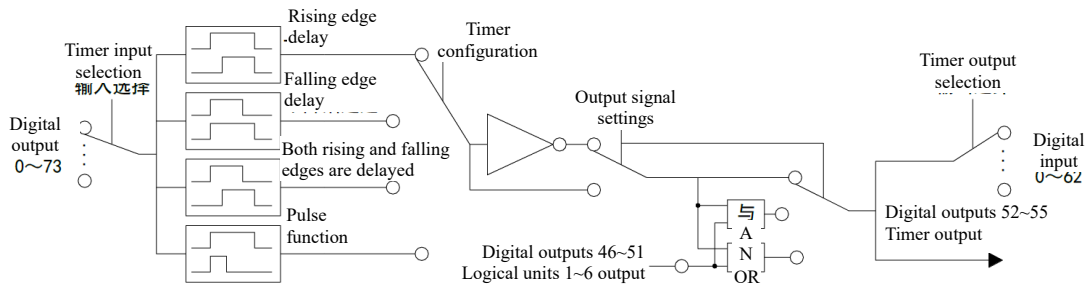 Rising edge
delay
Timer input
selection
输入选择
Timer
configuration
Timer output
selection
Falling edge
delay
Output signal
settings
Digital
output
0～73
Both rising and falling
edges are delayed
Digital
input
0～62
Pulse
function
与
A
N
OR
Digital outputs 46~51
Logical units 1~6 output
Digital outputs 52~55
Timer output